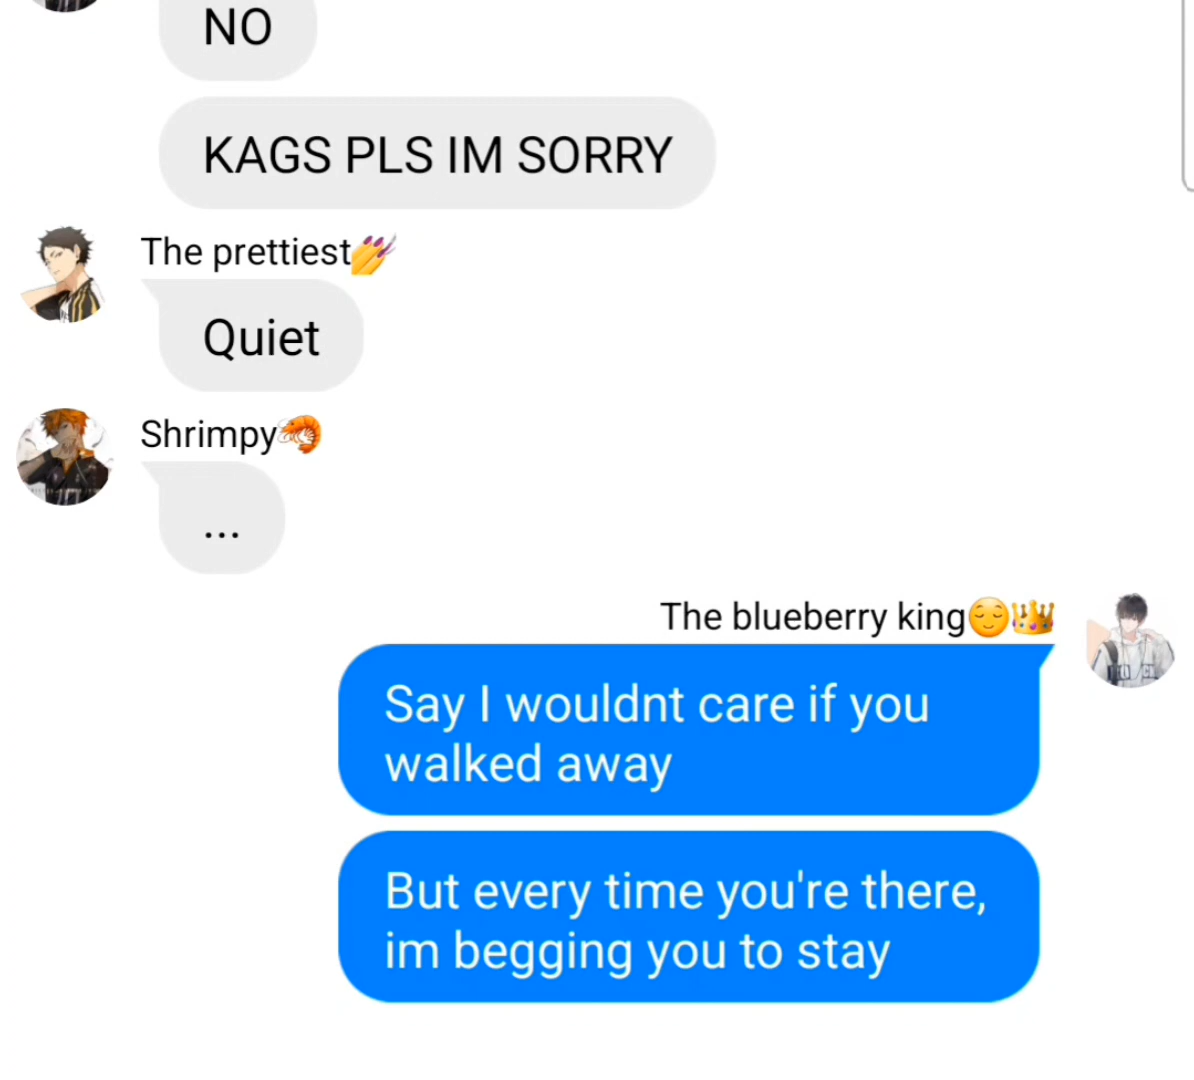 NO
KAGS PLS IM SORRY
The prettiest💅
Quiet
Shrimpy🦐
...
The blueberry king😌👑
Say I wouldnt care if you
walked away
But every time you're there,
im begging you to stay